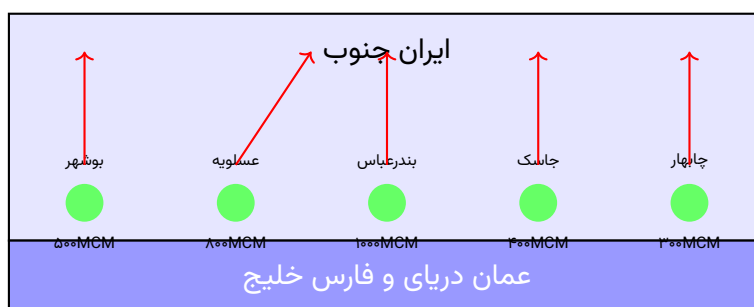 ایران جنوب
چابهار
جاسک
بندرعباس
عسلویه
بوشهر
۳۰۰MCM
۴۰۰MCM
۱۰۰۰MCM
۸۰۰MCM
۵۰۰MCM
عمان دریای و فارس خلیج